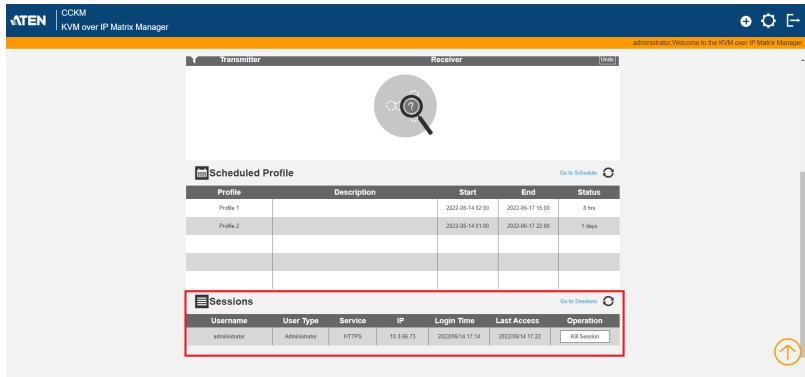 ATEN
CCKM
KVM over IP Matrix Manager
administrator,Welcome to the KVM over IP Matrix Manager
Transmitter Receiver Undo
?
Scheduled Profile Go to Schedule
Profile Description Start End Status
Profile 1 2022-06-14 02:00 2022-06-17 15:00 8 hrs
Profile 2 2022-06-14 01:00 2022-06-17 22:00 1 days
Sessions Go to Sessions
Username User Type Service IP Login Time Last Access Operation
administrator Administrator HTTPS 10.3.66.73 2022/06/14 17:14 2022/06/14 17:22 Kill Session